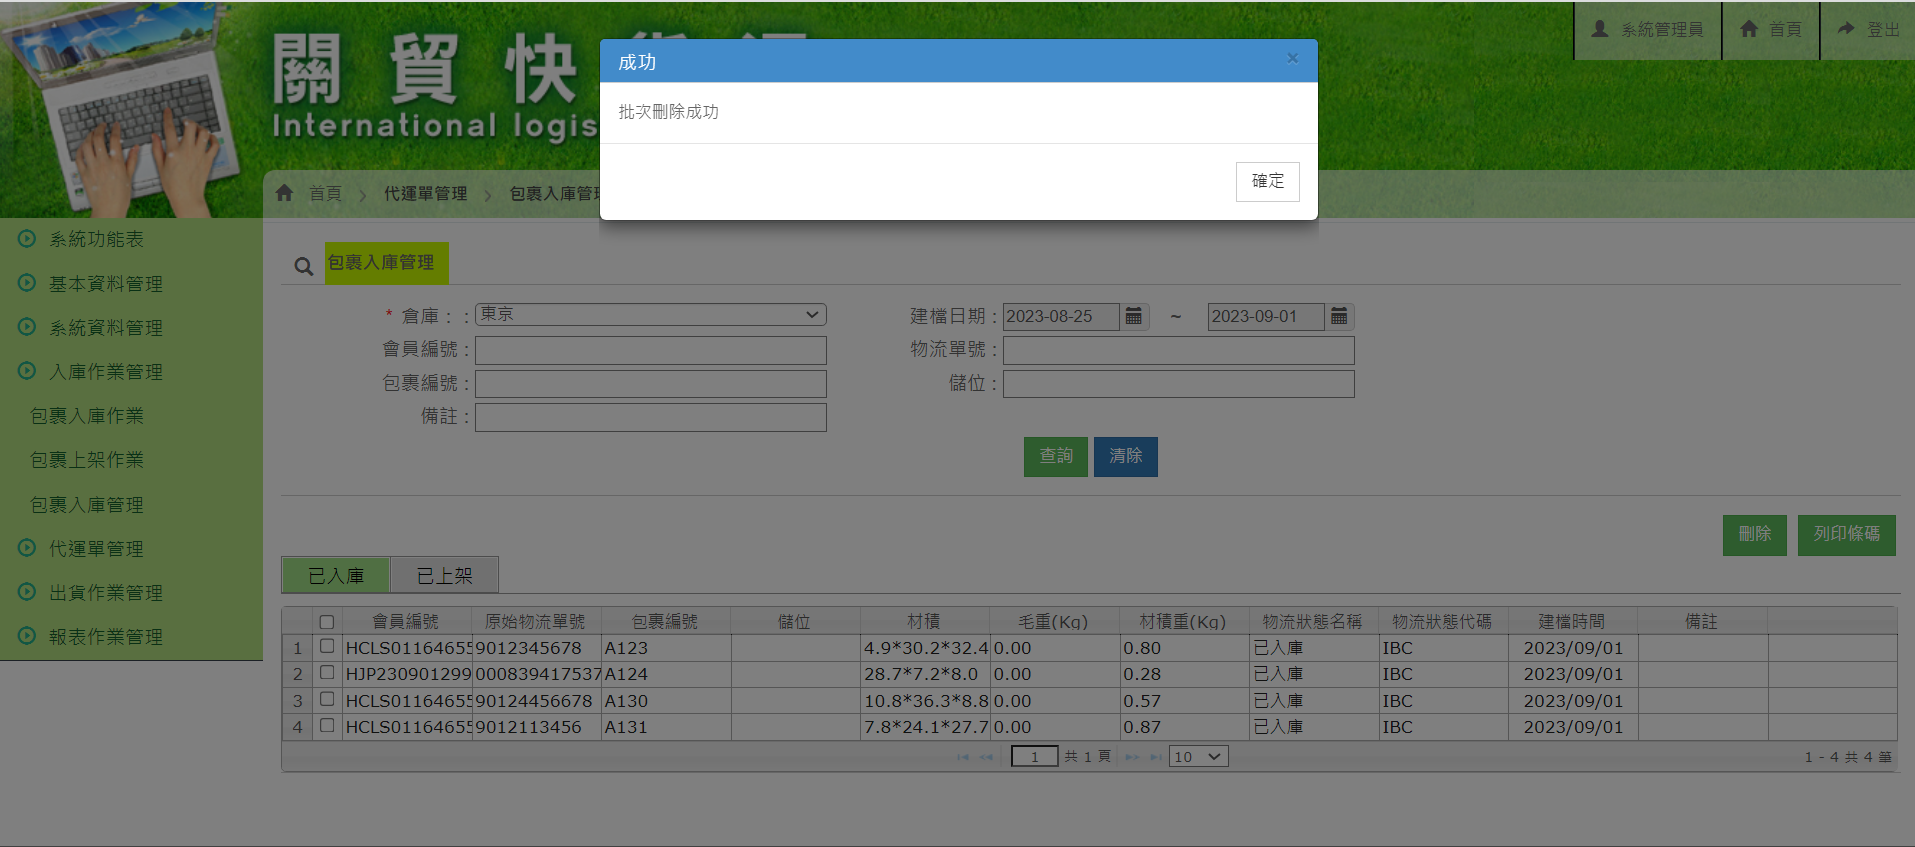 關貿快
International logis
系統管理員
首頁
登出
成功
×
批次刪除成功
確定
首頁 > 代運單管理 > 包裹入庫管理
系統功能表
基本資料管理
系統資料管理
入庫作業管理
包裹入庫作業
包裹上架作業
包裹入庫管理
代運單管理
出貨作業管理
報表作業管理
包裹入庫管理
* 倉庫：: 東京
建檔日期 : 2023-08-25 ~ 2023-09-01
會員編號 :
物流單號 :
包裹編號 :
儲位 :
備註 :
查詢 清除
刪除 列印條碼
已入庫 已上架
會員編號 原始物流單號 包裹編號 儲位 材積 毛重(Kg) 材積重(Kg) 物流狀態名稱 物流狀態代碼 建檔時間 備註
1 HCLS01164655 9012345678 A123 4.9*30.2*32.4 0.00 0.80 已入庫 IBC 2023/09/01
2 HJP230901299 000839417537 A124 28.7*7.2*8.0 0.00 0.28 已入庫 IBC 2023/09/01
3 HCLS01164655 90124456678 A130 10.8*36.3*8.8 0.00 0.57 已入庫 IBC 2023/09/01
4 HCLS01164655 9012113456 A131 7.8*24.1*27.7 0.00 0.87 已入庫 IBC 2023/09/01
1 共 1 頁 10
1 - 4 共 4 筆